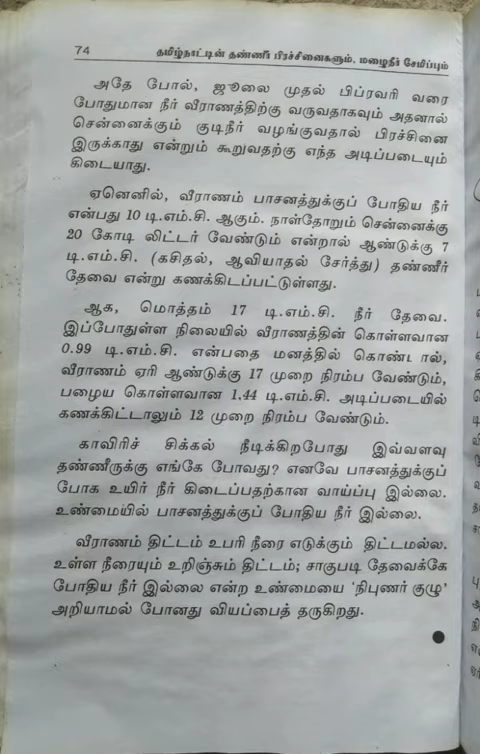 74 தமிழ்நாட்டின் தண்ணீர் பிரச்சினைகளும், மழைநீர் சேமிப்பும்
அதே போல், ஜூலை முதல் பிப்ரவரி வரை
போதுமான நீர் வீராணத்திற்கு வருவதாகவும் அதனால்
சென்னைக்கும் குடிநீர் வழங்குவதால் பிரச்சினை
இருக்காது என்றும் கூறுவதற்கு எந்த அடிப்படையும்
கிடையாது.
ஏனெனில், வீராணம் பாசனத்துக்குப் போதிய நீர்
என்பது 10 டி.எம்.சி. ஆகும். நாள்தோறும் சென்னைக்கு
20 கோடி லிட்டர் வேண்டும் என்றால் ஆண்டுக்கு 7
டி.எம்.சி. (கசிதல், ஆவியாதல் சேர்த்து) தண்ணீர்
தேவை என்று கணக்கிடப்பட்டுள்ளது.
ஆக, மொத்தம் 17 டி.எம்.சி. நீர் தேவை.
இப்போதுள்ள நிலையில் வீராணத்தின் கொள்ளவான
0.99 டி.எம்.சி. என்பதை மனத்தில் கொண்டால்,
வீராணம் ஏரி ஆண்டுக்கு 17 முறை நிரம்ப வேண்டும்,
பழைய கொள்ளவான 1.44 டி.எம்.சி. அடிப்படையில்
கணக்கிட்டாலும் 12 முறை நிரம்ப வேண்டும்.
காவிரிச் சிக்கல் நீடிக்கிறபோது இவ்வளவு
தண்ணீருக்கு எங்கே போவது? எனவே பாசனத்துக்குப்
போக உயிர் நீர் கிடைப்பதற்கான வாய்ப்பு இல்லை.
உண்மையில் பாசனத்துக்குப் போதிய நீர் இல்லை.
வீராணம் திட்டம் உபரி நீரை எடுக்கும் திட்டமல்ல.
உள்ள நீரையும் உறிஞ்சும் திட்டம்; சாகுபடி தேவைக்கே
போதிய நீர் இல்லை என்ற உண்மையை 'நிபுணர் குழு'
அறியாமல் போனது வியப்பைத் தருகிறது.